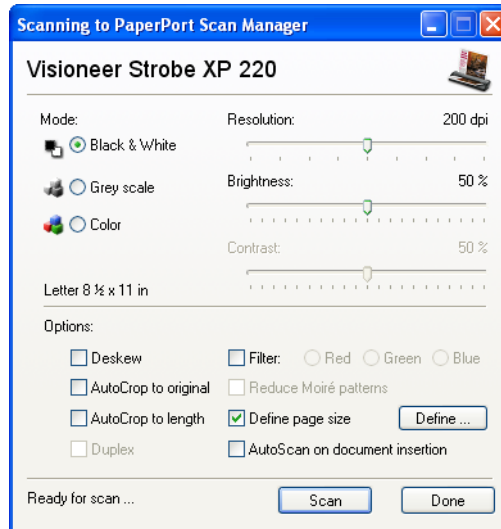 Scanning to PaperPort Scan Manager
Visioneer Strobe XP 220
Mode:
Black & White
Grey scale
Color
Resolution: 200 dpi
Brightness: 50 %
Contrast: 50 %
Letter 8 ½ x 11 in
Options:
Deskew
AutoCrop to original
AutoCrop to length
Duplex
Filter: Red Green Blue
Reduce Moiré patterns
Define page size Define ...
AutoScan on document insertion
Ready for scan ... Scan Done